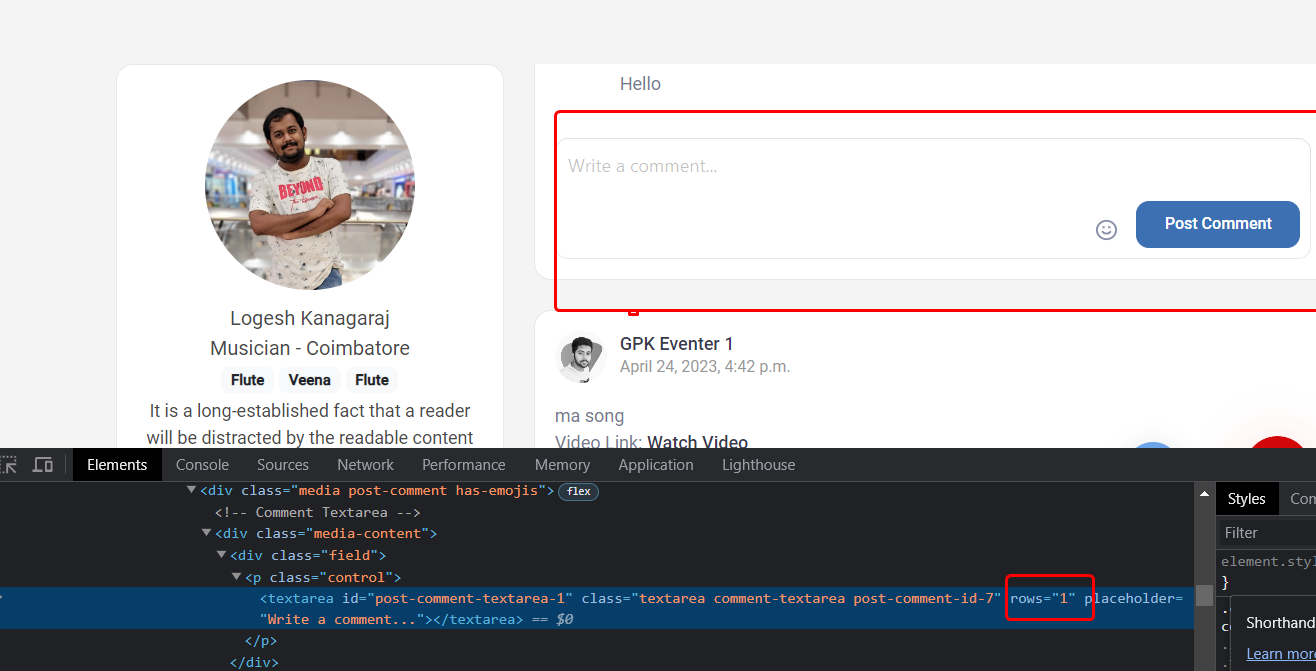 Hello
Write a comment...
Post Comment
BEYOND
Logesh Kanagaraj
Musician - Coimbatore
Flute Veena Flute
It is a long-established fact that a reader
will be distracted by the readable content
GPK Eventer 1
April 24, 2023, 4:42 p.m.
ma song
Video Link: Watch Video
Elements Console Sources Network Performance Memory Application Lighthouse
<div class="media post-comment has-emojis"> flex
<!-- Comment Textarea -->
<div class="media-content">
<div class="field">
<p class="control">
<textarea id="post-comment-textarea-1" class="textarea comment-textarea post-comment-id-7" rows="1" placeholder=
"Write a comment..."></textarea> == $0
</p>
</div>
Styles Con
Filter
element.styl
}
Shorthand
Learn more